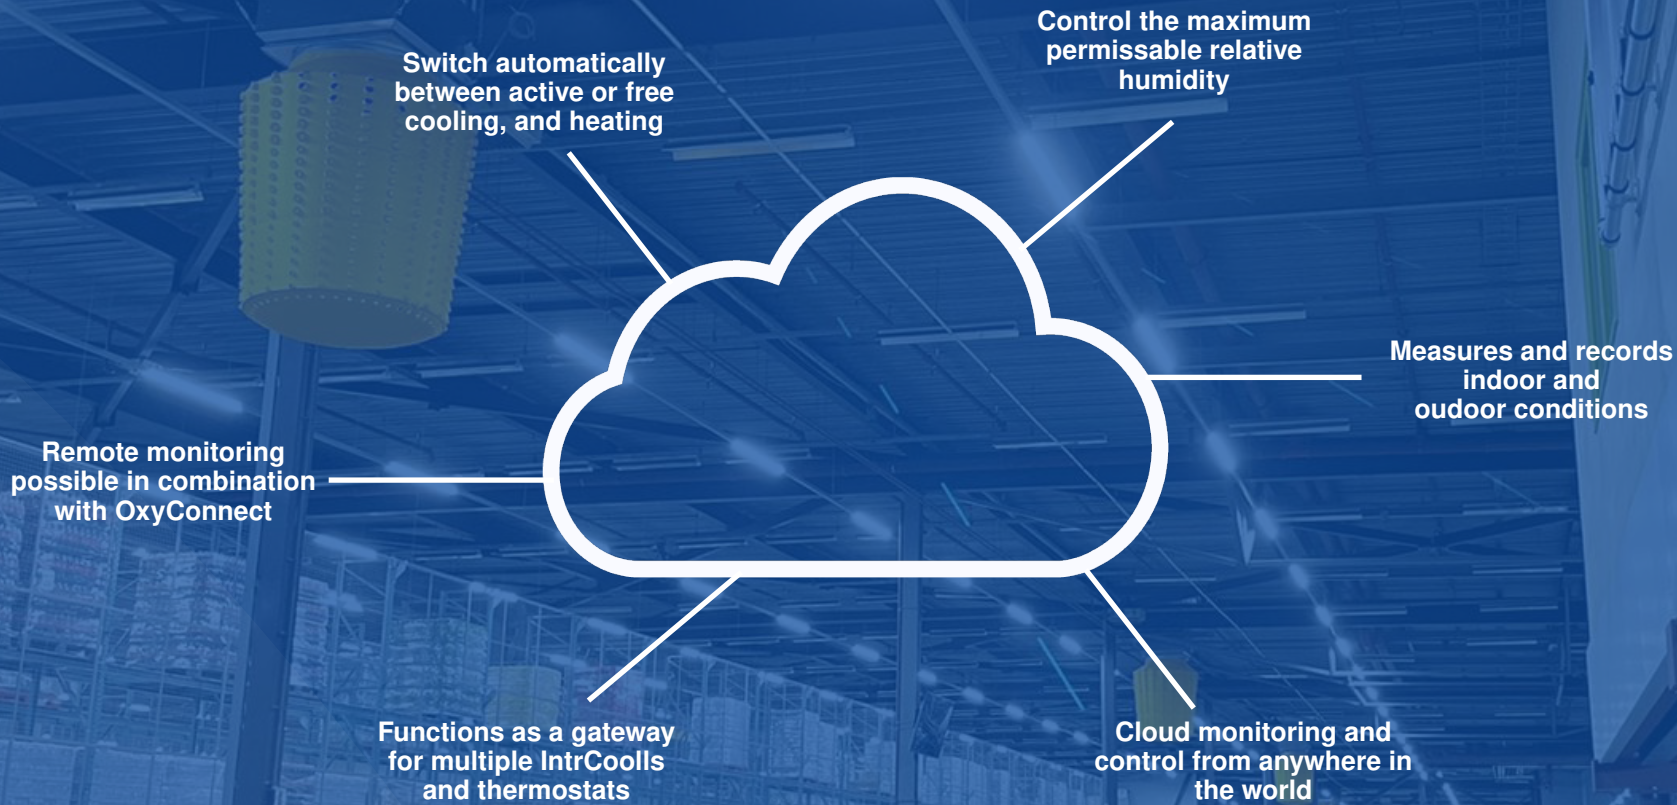 Control the maximum
permissable relative
humidity
Switch automatically
between active or free
cooling, and heating
Measures and records
indoor and
oudoor conditions
Remote monitoring
possible in combination
with OxyConnect
Functions as a gateway
for multiple IntrCoolls
and thermostats
Cloud monitoring and
control from anywhere in
the world